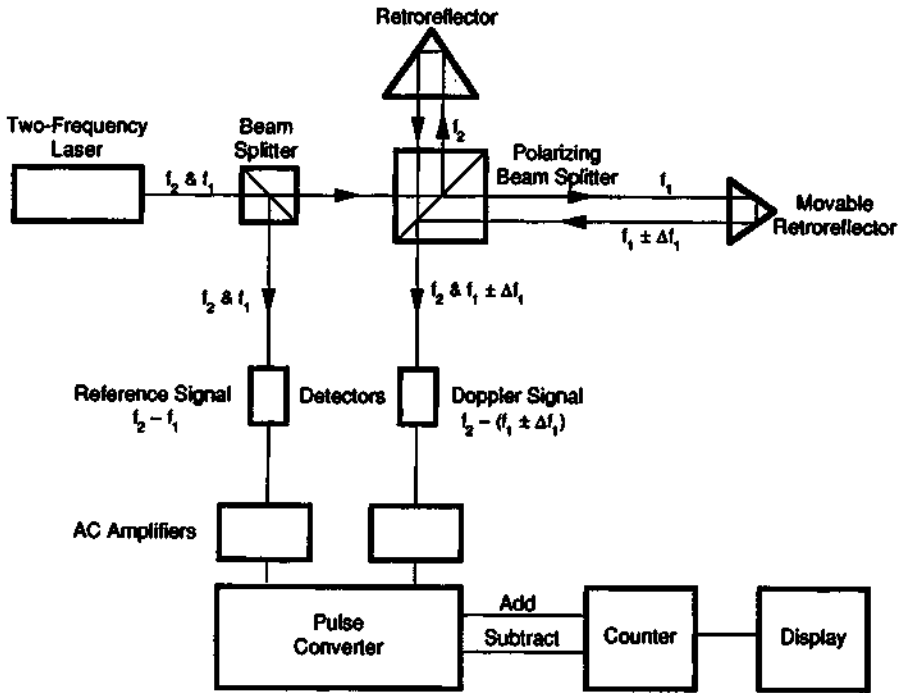 Retroreflector
Two-Frequency
Laser
Beam
Splitter
f₂ & f₁
f₂
Polarizing
Beam Splitter
f₁
Movable
Retroreflector
f₁ ± Δf₁
f₂ & f₁
f₂ & f₁ ± Δf₁
Reference Signal
f₂ – f₁
Detectors
Doppler Signal
f₂ – (f₁ ± Δf₁)
AC Amplifiers
Pulse
Converter
Add
Subtract
Counter
Display